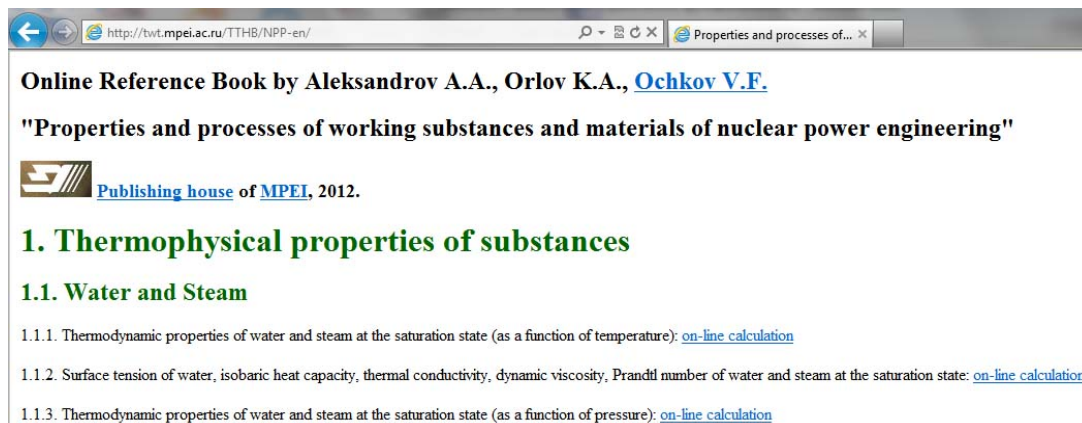 http://twt.mpei.ac.ru/TTHB/NPP-en/
Properties and processes of...
Online Reference Book by Aleksandrov A.A., Orlov K.A., Ochkov V.F.
"Properties and processes of working substances and materials of nuclear power engineering"
Publishing house of MPEI, 2012.
1. Thermophysical properties of substances
1.1. Water and Steam
1.1.1. Thermodynamic properties of water and steam at the saturation state (as a function of temperature): on-line calculation
1.1.2. Surface tension of water, isobaric heat capacity, thermal conductivity, dynamic viscosity, Prandtl number of water and steam at the saturation state: on-line calculation
1.1.3. Thermodynamic properties of water and steam at the saturation state (as a function of pressure): on-line calculation